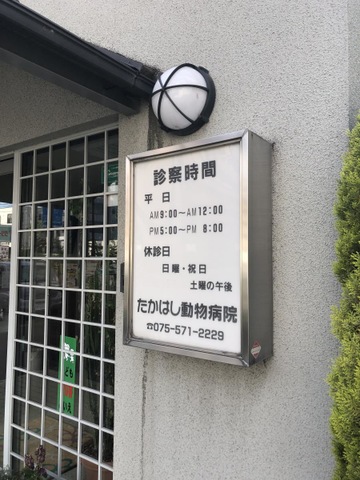 診察時間
平日
AM9:00～AM12:00
PM5:00～PM 8:00
休診日
日曜・祝日
土曜の午後
たかはし動物病院
☎075-571-2229